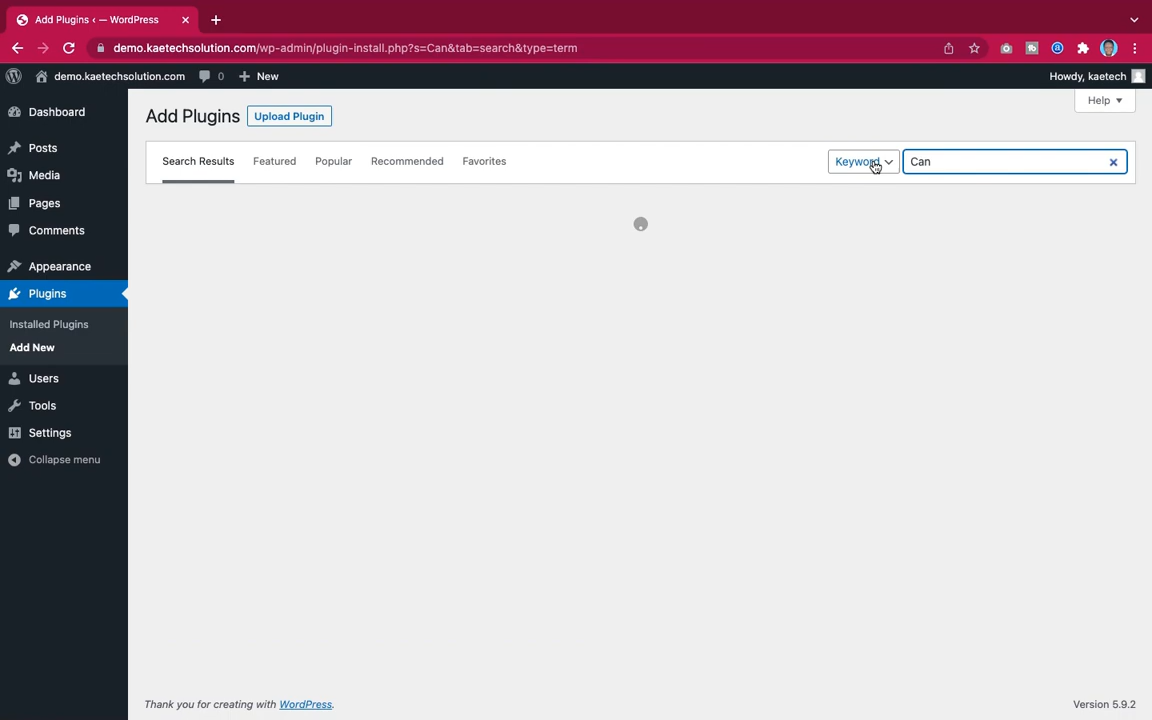 Add Plugins ‹ — WordPress
demo.kaetechsolution.com/wp-admin/plugin-install.php?s=Can&tab=search&type=term
demo.kaetechsolution.com 0 New Howdy, kaetech
Help
Add Plugins Upload Plugin
Search Results Featured Popular Recommended Favorites Keyword Can
Dashboard
Posts
Media
Pages
Comments
Appearance
Plugins
Installed Plugins
Add New
Users
Tools
Settings
Collapse menu
Thank you for creating with WordPress. Version 5.9.2